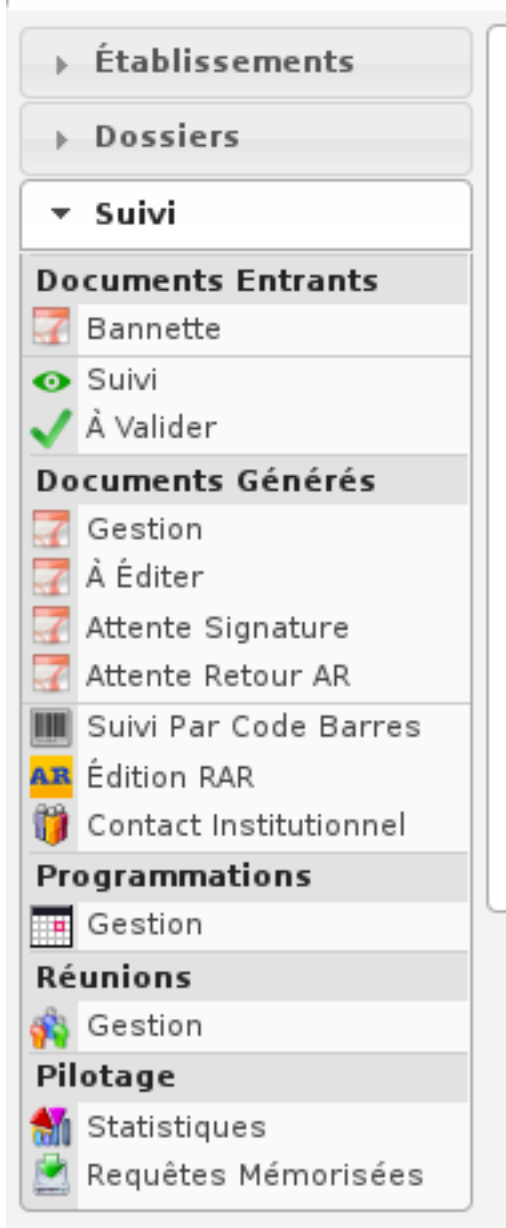 Établissements
Dossiers
Suivi
Documents Entrants
Bannette
Suivi
À Valider
Documents Générés
Gestion
À Éditer
Attente Signature
Attente Retour AR
Suivi Par Code Barres
AR Édition RAR
Contact Institutionnel
Programmations
Gestion
Réunions
Gestion
Pilotage
Statistiques
Requêtes Mémorisées